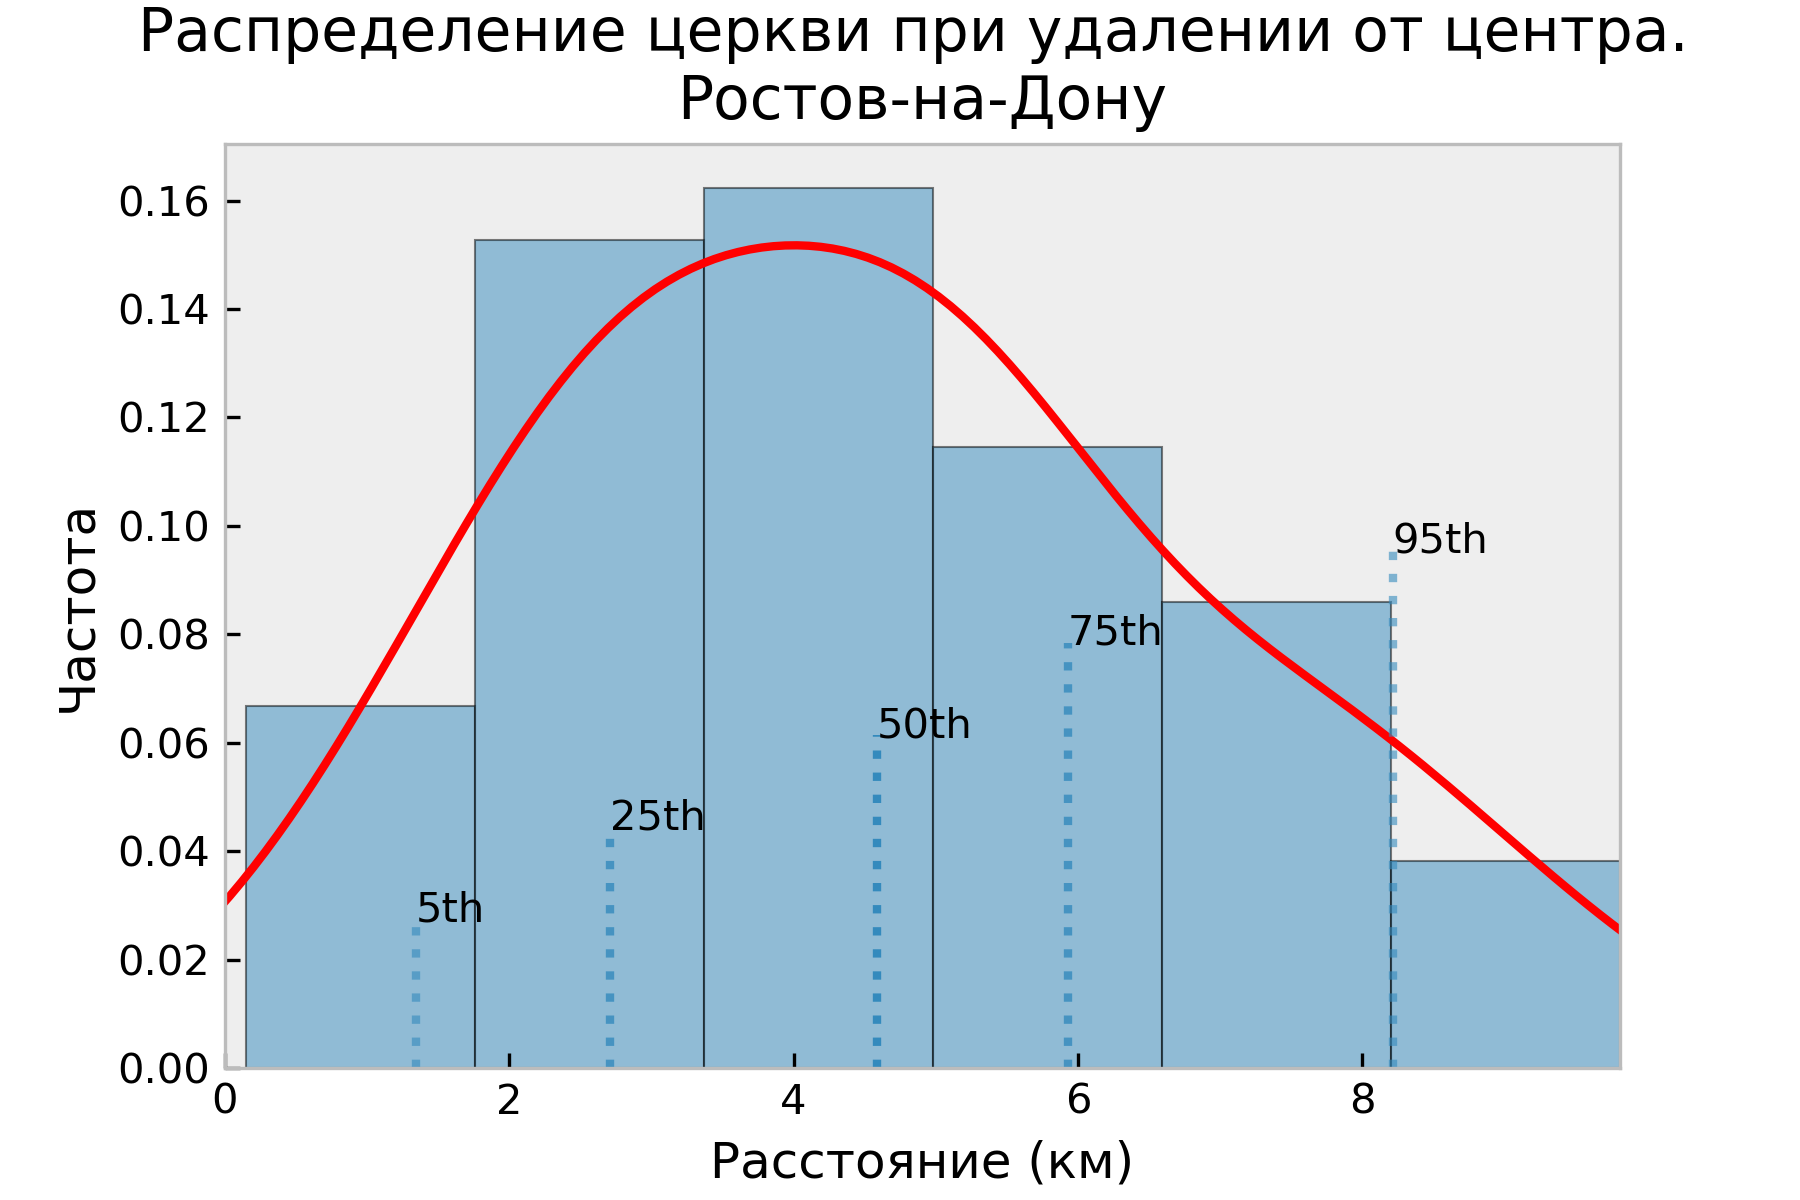 Распределение церкви при удалении от центра.
Ростов-на-Дону
0.16
0.14
0.12
0.10
0.08
0.06
0.04
0.02
0.00
Частота
5th
25th
50th
75th
95th
0 2 4 6 8
Расстояние (км)